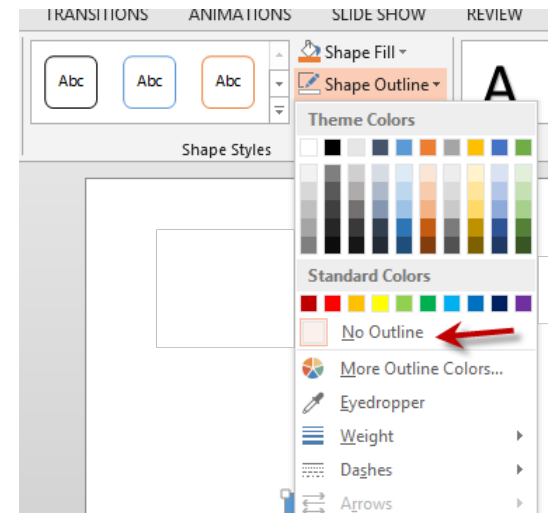 TRANSITIONS ANIMATIONS SLIDE SHOW REVIEW
Abc Abc Abc
Shape Fill
Shape Outline
A
Shape Styles
Theme Colors
Standard Colors
No Outline
More Outline Colors...
Eyedropper
Weight
Dashes
Arrows